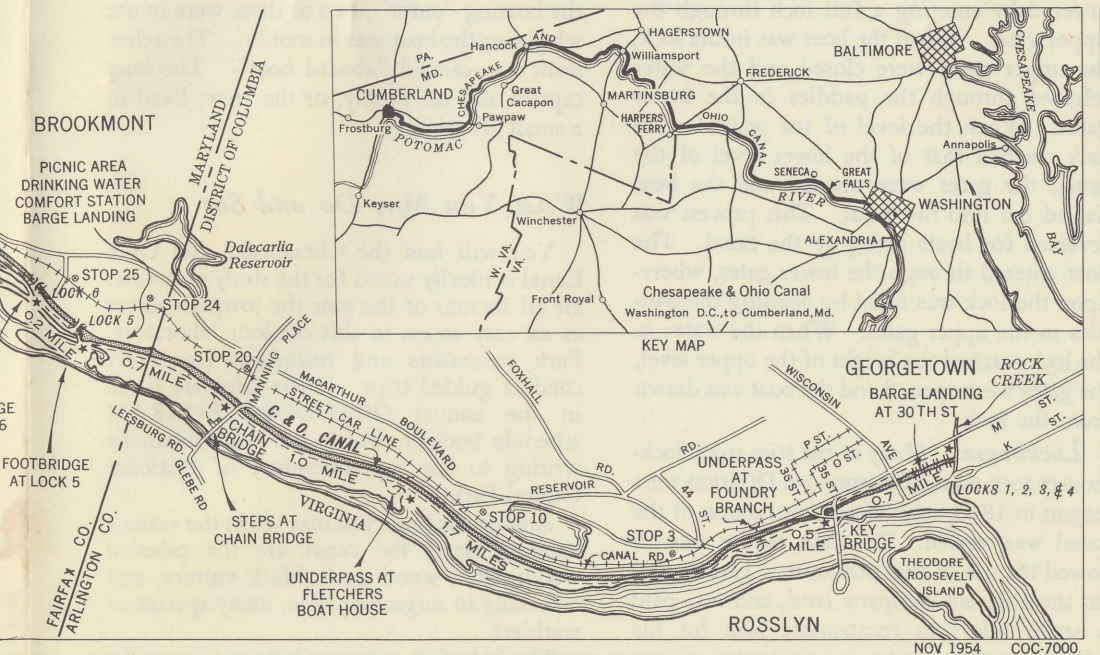 BROOKMONT
PICNIC AREA
DRINKING WATER
COMFORT STATION
BARGE LANDING
MARYLAND
DISTRICT OF COLUMBIA
Dalecarlia
Reservoir
STOP 25
LOCK 6
LOCK 5
STOP 24
0.2 MILE
0.7 MILE
STOP 20
MANNING PLACE
MACARTHUR
BOULEVARD
STREET CAR LINE
C. & O. CANAL
LEESBURG RD.
GLEBE RD
CHAIN
BRIDGE
1.0 MILE
VIRGINIA
FOOTBRIDGE
AT LOCK 5
FAIRFAX CO.
ARLINGTON CO.
STEPS AT
CHAIN BRIDGE
UNDERPASS AT
FLETCHERS
BOAT HOUSE
MILES
STOP 10
FOXHALL
RD.
RESERVOIR
RD.
44
ST.
STOP 3
CANAL RD.
UNDERPASS
AT
FOUNDRY
BRANCH
WISCONSIN
AVE
P ST.
O ST.
36 ST
35 ST
0.5
MILE
0.7
MILE
GEORGETOWN
BARGE LANDING
AT 30TH ST
ROCK
CREEK
M
ST.
K
ST.
LOCKS 1, 2, 3, & 4
KEY
BRIDGE
THEODORE
ROOSEVELT
ISLAND
ROSSLYN
NOV 1954
COC-7000
PA.
MD.
Hancock
CHESAPEAKE
AND
OHIO
CANAL
HAGERSTOWN
Williamsport
CUMBERLAND
Frostburg
Great
Cacapon
Pawpaw
POTOMAC
RIVER
MARTINSBURG
HARPERS
FERRY
FREDERICK
BALTIMORE
CHESAPEAKE
BAY
Annapolis
SENECA
GREAT
FALLS
WASHINGTON
ALEXANDRIA
Keyser
Winchester
W. VA.
VA.
Front Royal
Chesapeake & Ohio Canal
Washington D.C., to Cumberland, Md.
KEY MAP